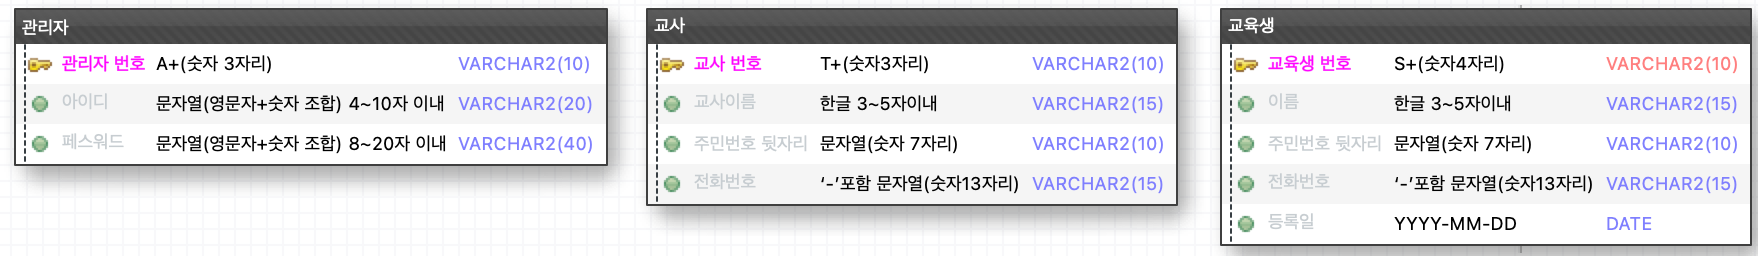 관리자
관리자 번호 A+(숫자 3자리) VARCHAR2(10)
아이디 문자열(영문자+숫자 조합) 4~10자 이내 VARCHAR2(20)
페스워드 문자열(영문자+숫자 조합) 8~20자 이내 VARCHAR2(40)
교사
교사 번호 T+(숫자3자리) VARCHAR2(10)
교사이름 한글 3~5자이내 VARCHAR2(15)
주민번호 뒷자리 문자열(숫자 7자리) VARCHAR2(10)
전화번호 ‘-’포함 문자열(숫자13자리) VARCHAR2(15)
교육생
교육생 번호 S+(숫자4자리) VARCHAR2(10)
이름 한글 3~5자이내 VARCHAR2(15)
주민번호 뒷자리 문자열(숫자 7자리) VARCHAR2(10)
전화번호 ‘-’포함 문자열(숫자13자리) VARCHAR2(15)
등록일 YYYY-MM-DD DATE